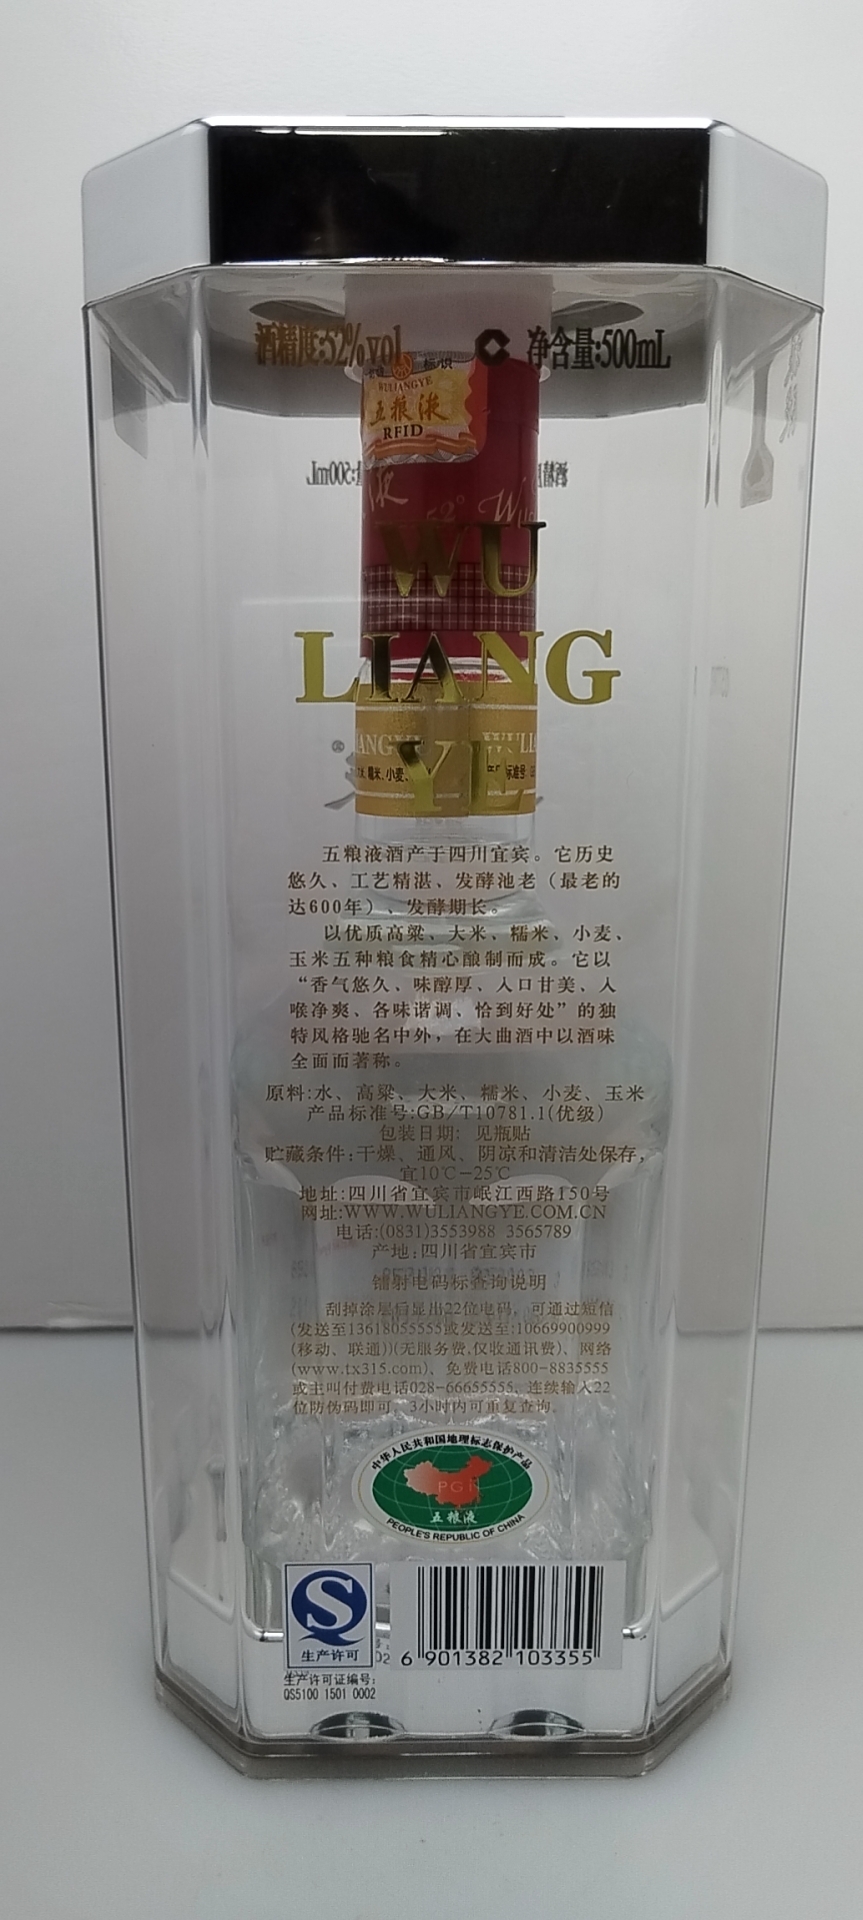 酒精度:52%vol
净含量:500mL
标识
WULIANGYE
五粮液
RFID
52°
WU
LIANG
YE
五粮液酒产于四川宜宾。它历史
悠久、工艺精湛、发酵池老（最老的
达600年）、发酵期长。
以优质高粱、大米、糯米、小麦、
玉米五种粮食精心酿制而成。它以
“香气悠久、味醇厚、入口甘美、入
喉净爽、各味谐调、恰到好处”的独
特风格驰名中外，在大曲酒中以酒味
全面而著称。
原料:水、高粱、大米、糯米、小麦、玉米
产品标准号:GB/T10781.1(优级)
包装日期: 见瓶贴
贮藏条件:干燥、通风、阴凉和清洁处保存,
宜10℃-25℃
地址:四川省宜宾市岷江西路150号
网址:WWW.WULIANGYE.COM.CN
电话:(0831)3553988 3565789
产地:四川省宜宾市
镭射电码标查询说明
刮掉涂层后显出22位电码，可通过短信
(发送至13618055555或发送至:10669900999
(移动、联通))(无服务费,仅收通讯费)、网络
(www.tx315.com)、免费电话800-8835555
或主叫付费电话028-66655555, 连续输入22
位防伪码即可，3小时内可重复查询。
中华人民共和国地理标志保护产品
PGI
五粮液
PEOPLE'S REPUBLIC OF CHINA
生产许可
6 901382 103355
生产许可证编号:
QS5100 1501 0002